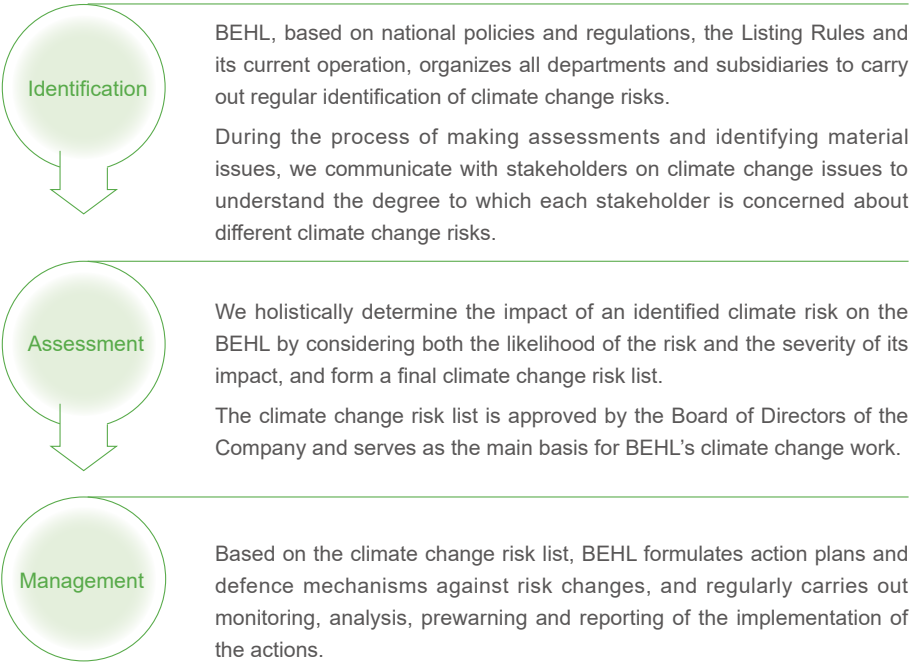 Identification
BEHL, based on national policies and regulations, the Listing Rules and
its current operation, organizes all departments and subsidiaries to carry
out regular identification of climate change risks.
During the process of making assessments and identifying material
issues, we communicate with stakeholders on climate change issues to
understand the degree to which each stakeholder is concerned about
different climate change risks.
Assessment
We holistically determine the impact of an identified climate risk on the
BEHL by considering both the likelihood of the risk and the severity of its
impact, and form a final climate change risk list.
The climate change risk list is approved by the Board of Directors of the
Company and serves as the main basis for BEHL’s climate change work.
Management
Based on the climate change risk list, BEHL formulates action plans and
defence mechanisms against risk changes, and regularly carries out
monitoring, analysis, prewarning and reporting of the implementation of
the actions.